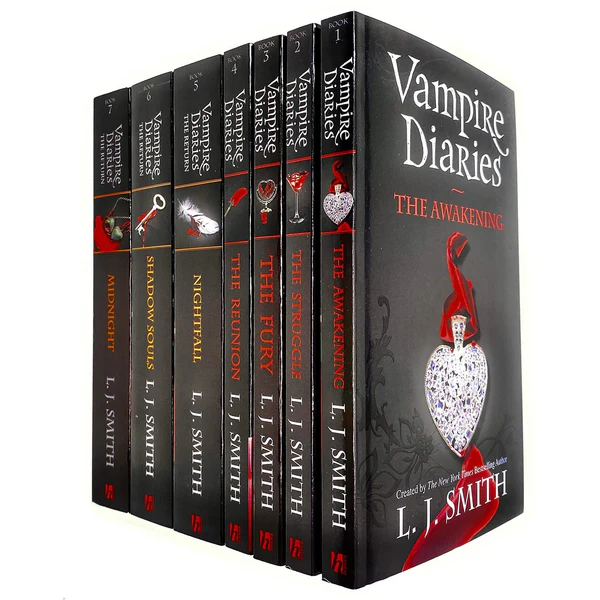 BOOK 7
Vampire
Diaries
THE RETURN
MIDNIGHT
L. J. SMITH
BOOK 6
Vampire
Diaries
THE RETURN
SHADOW SOULS
L. J. SMITH
BOOK 5
Vampire
Diaries
THE RETURN
NIGHTFALL
L. J. SMITH
BOOK 4
Vampire
Diaries
THE REUNION
L. J. SMITH
BOOK 3
Vampire
Diaries
THE FURY
L. J. SMITH
BOOK 2
Vampire
Diaries
THE STRUGGLE
L. J. SMITH
BOOK 1
Vampire
Diaries
THE AWAKENING
L. J. SMITH
Vampire
Diaries
~
THE AWAKENING
Created by The New York Times Bestselling Author
L. J. SMITH